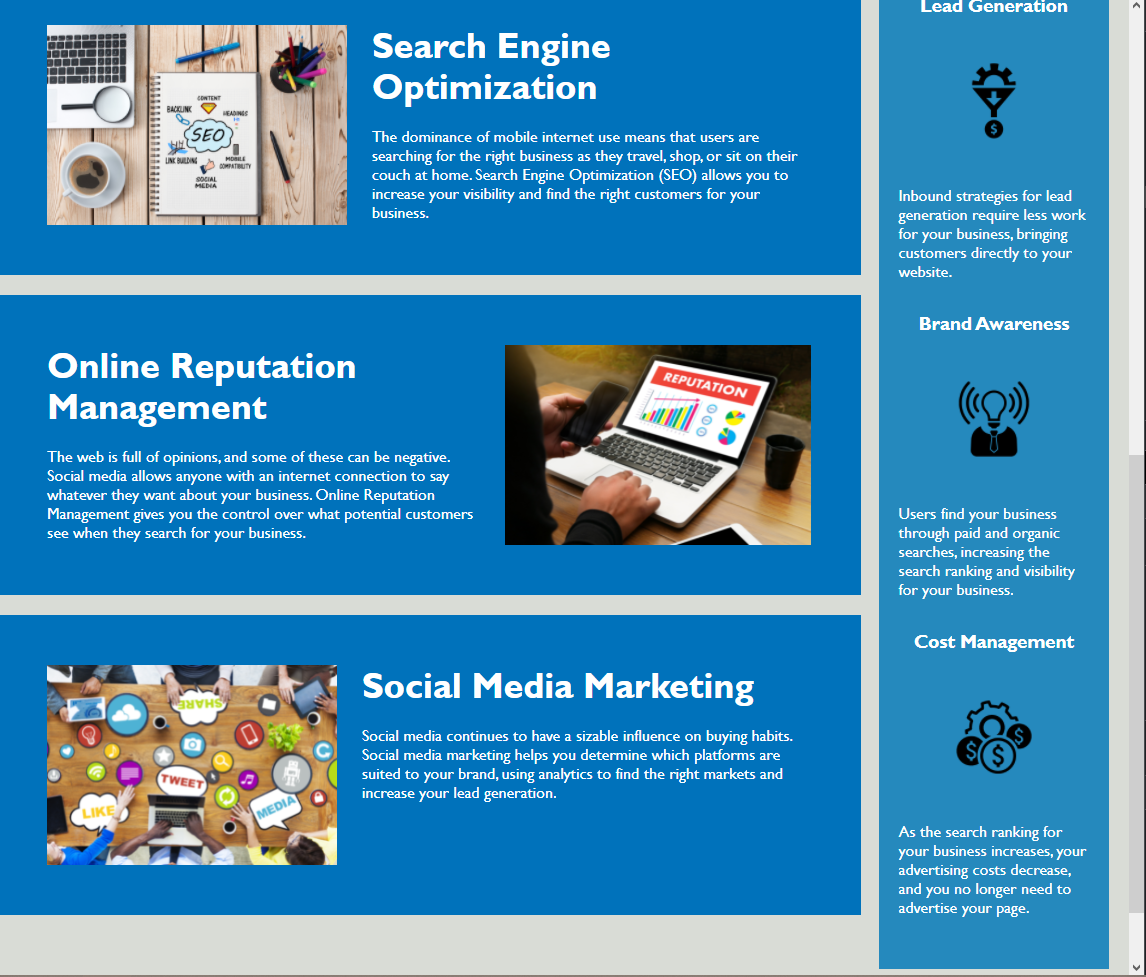 Search Engine
Optimization
The dominance of mobile internet use means that users are
searching for the right business as they travel, shop, or sit on their
couch at home. Search Engine Optimization (SEO) allows you to
increase your visibility and find the right customers for your
business.
CONTENT
BACKLINK
HEADINGS
SEO
LINK BUILDING
MOBILE
COMPATIBILITY
SOCIAL
MEDIA
Online Reputation
Management
The web is full of opinions, and some of these can be negative.
Social media allows anyone with an internet connection to say
whatever they want about your business. Online Reputation
Management gives you the control over what potential customers
see when they search for your business.
REPUTATION
Social Media Marketing
Social media continues to have a sizable influence on buying habits.
Social media marketing helps you determine which platforms are
suited to your brand, using analytics to find the right markets and
increase your lead generation.
SHARE
TWEET
LIKE
MEDIA
Lead Generation
$
Inbound strategies for lead
generation require less work
for your business, bringing
customers directly to your
website.
Brand Awareness
Users find your business
through paid and organic
searches, increasing the
search ranking and visibility
for your business.
Cost Management
$ $ $
As the search ranking for
your business increases, your
advertising costs decrease,
and you no longer need to
advertise your page.